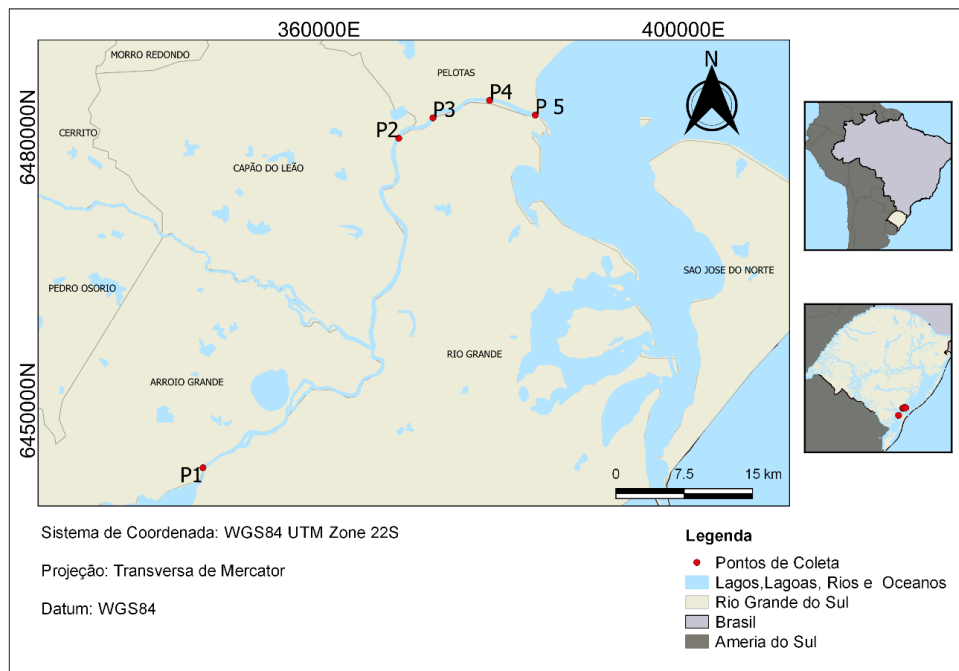 360000E
400000E
6480000N
6450000N
MORRO REDONDO
PELOTAS
N
P4
P3
P 5
P2
CERRITO
CAPÃO DO LEÃO
SAO JOSE DO NORTE
PEDRO OSORIO
RIO GRANDE
ARROIO GRANDE
P1
0 7.5 15 km
Sistema de Coordenada: WGS84 UTM Zone 22S
Projeção: Transversa de Mercator
Datum: WGS84
Legenda
Pontos de Coleta
Lagos,Lagoas, Rios e Oceanos
Rio Grande do Sul
Brasil
Ameria do Sul